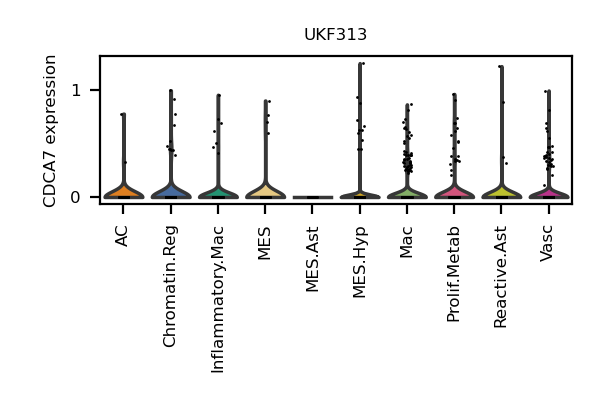 UKF313
CDCA7 expression
1
0
AC
Chromatin.Reg
Inflammatory.Mac
MES
MES.Ast
MES.Hyp
Mac
Prolif.Metab
Reactive.Ast
Vasc